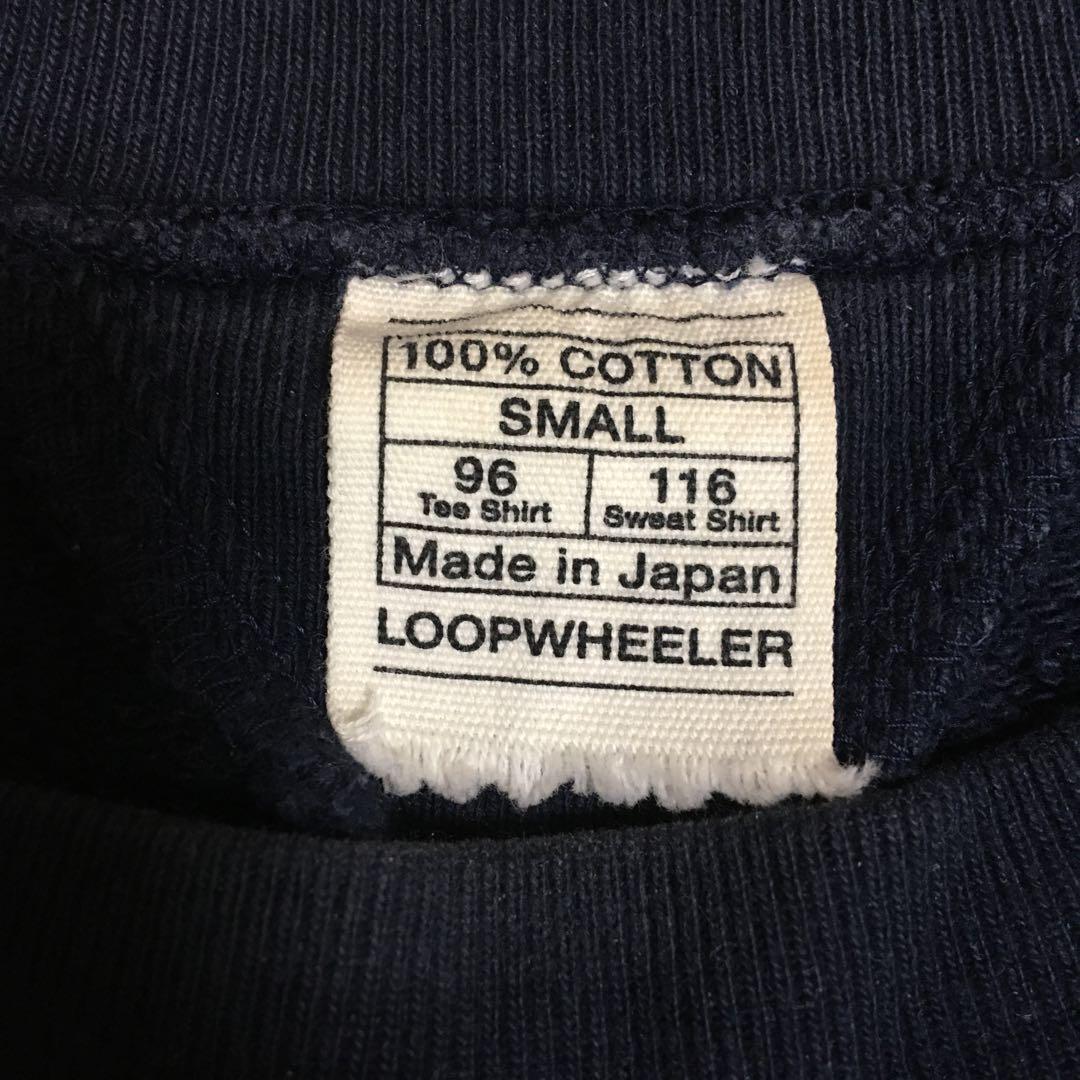 100% COTTON
SMALL
96 116
Tee Shirt Sweat Shirt
Made in Japan
LOOPWHEELER